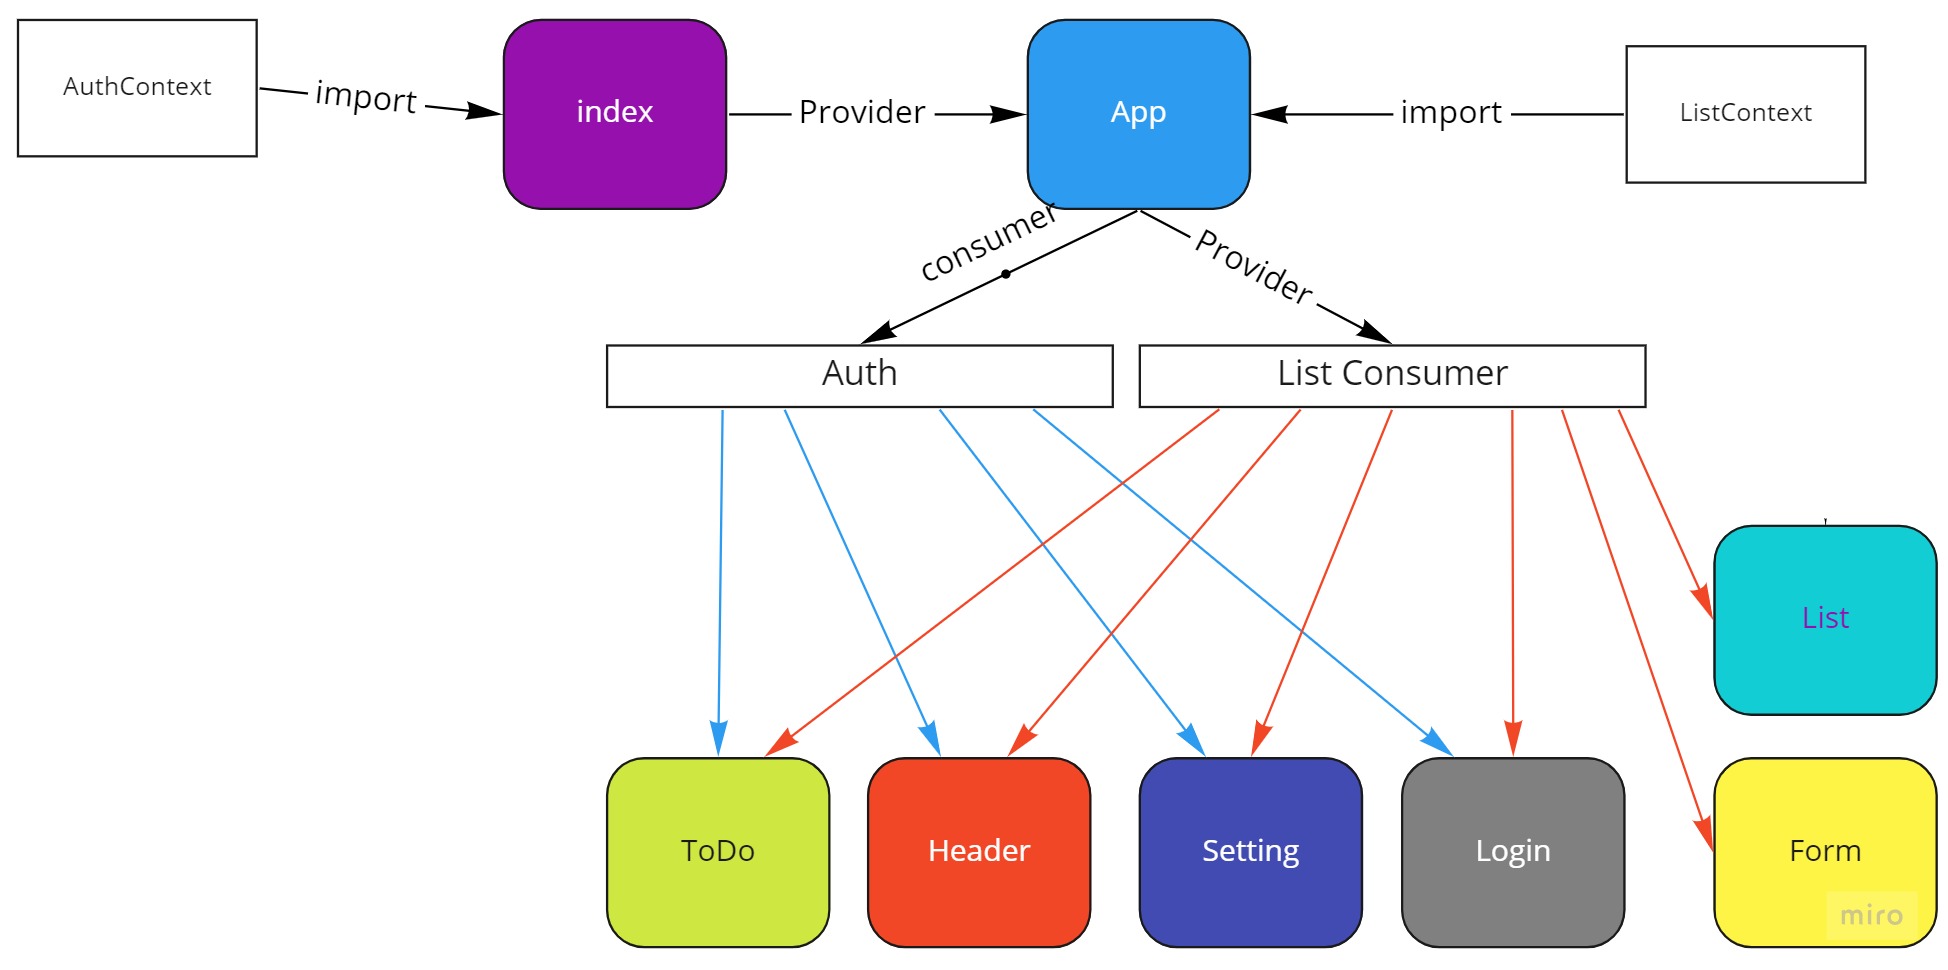 AuthContext
import
index
Provider
App
import
ListContext
consumer
Provider
Auth
List Consumer
List
ToDo
Header
Setting
Login
Form
miro